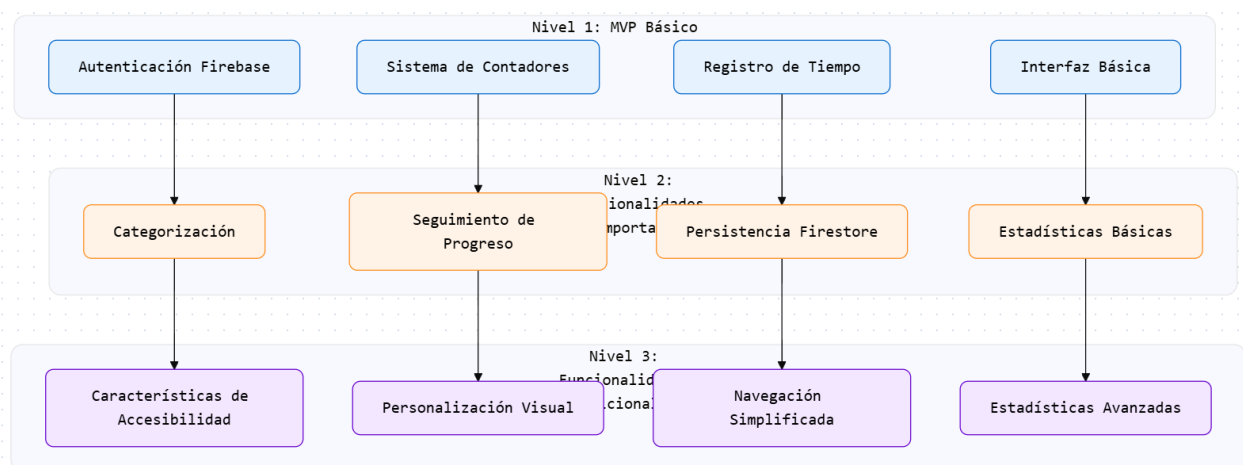 Nivel 1: MVP Básico
Autenticación Firebase
Sistema de Contadores
Registro de Tiempo
Interfaz Básica
Nivel 2:
Categorización
Seguimiento de
Progreso
Persistencia Firestore
Estadísticas Básicas
Nivel 3:
Características de
Accesibilidad
Personalización Visual
Navegación
Simplificada
Estadísticas Avanzadas